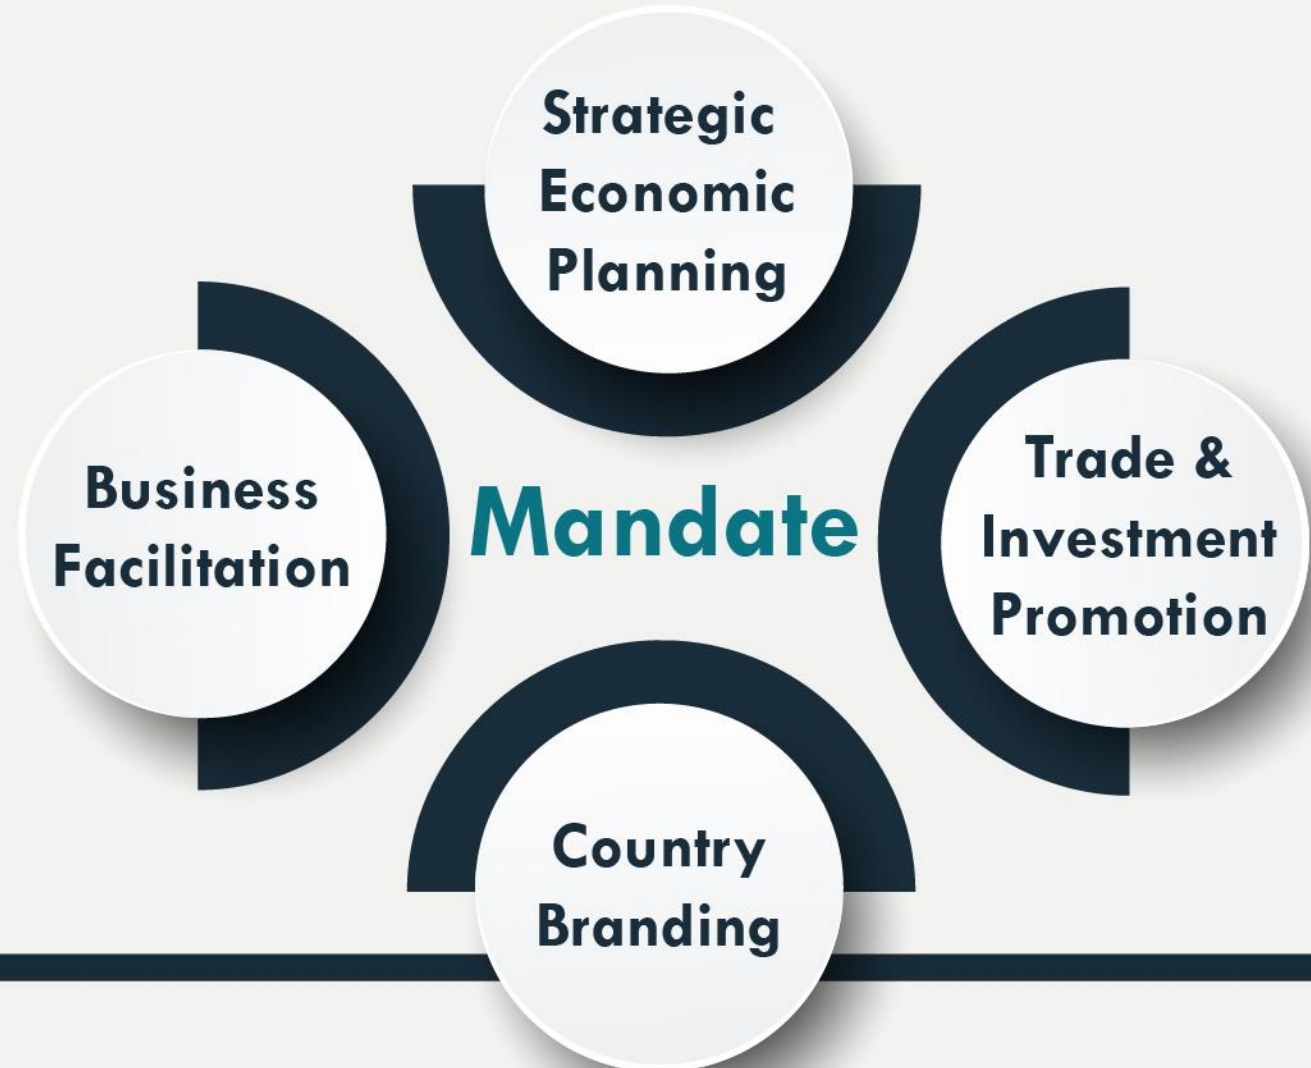 Strategic
Economic
Planning
Business
Facilitation
Mandate
Trade &
Investment
Promotion
Country
Branding